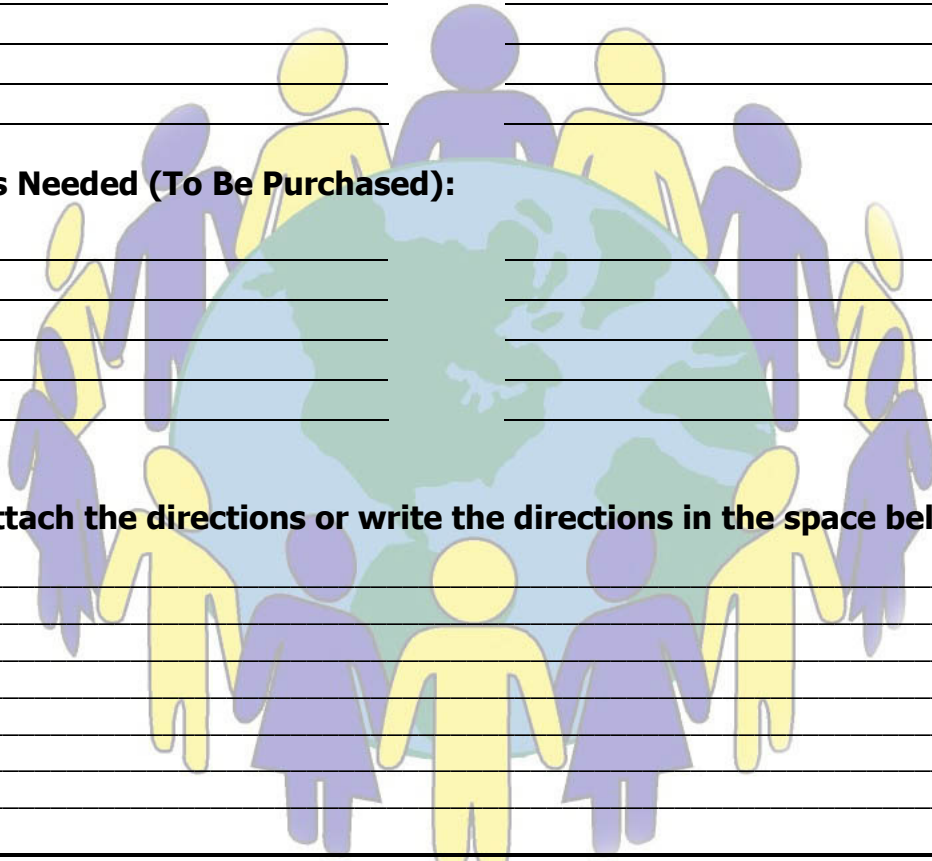 s Needed (To Be Purchased):
ttach the directions or write the directions in the space bel